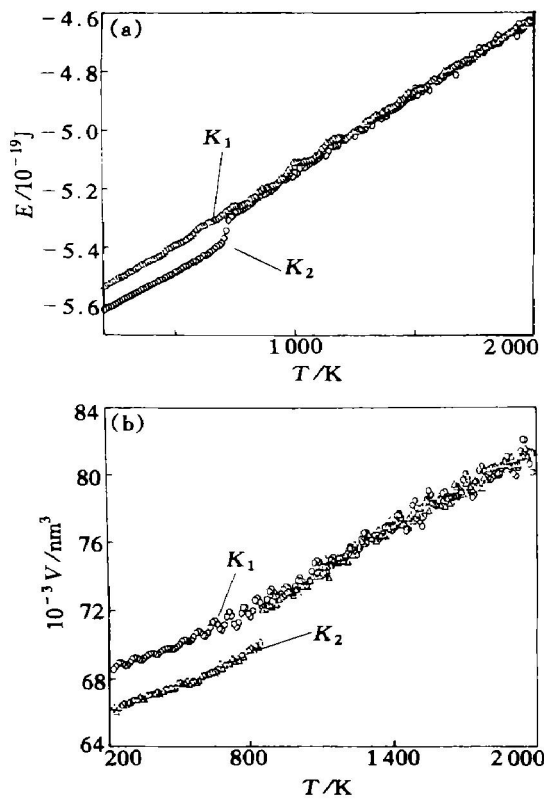 (a)
−4.6
−4.8
−5.0
−5.2
−5.4
−5.6
E/10⁻¹⁹J
K₁
K₂
1 000
2 000
T/K
(b)
84
80
76
72
68
64
10⁻³V/nm³
K₁
K₂
200
800
1 400
2 000
T/K